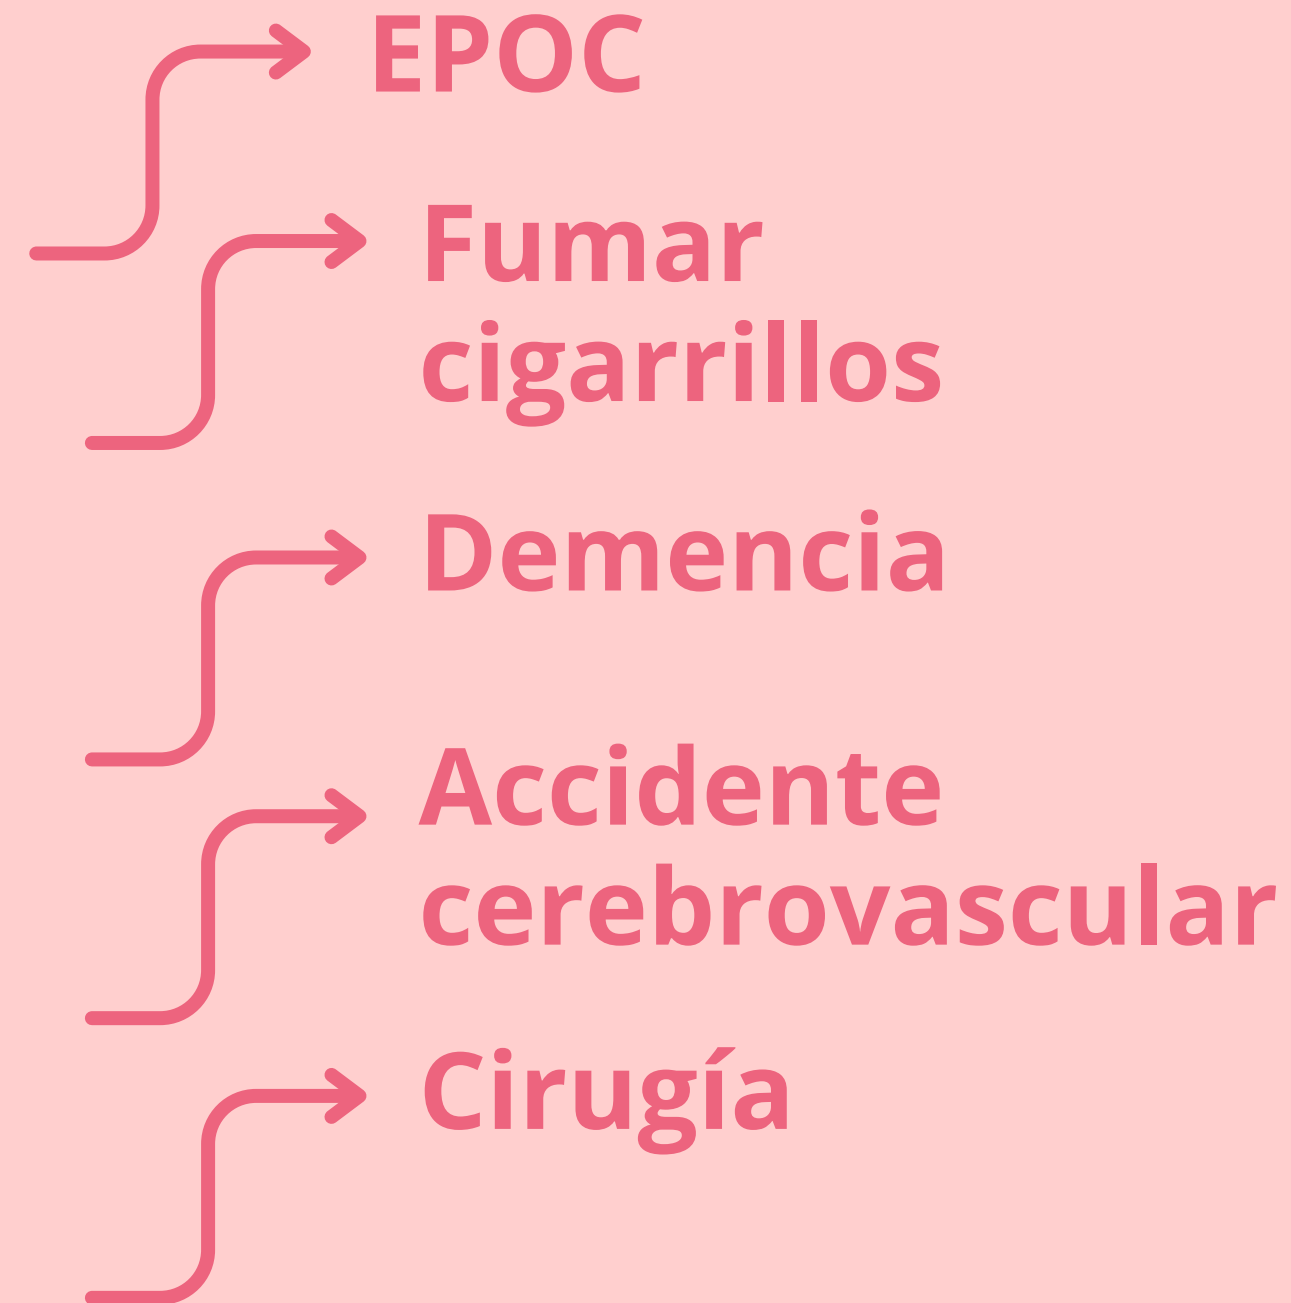 EPOC
Fumar
cigarrillos
Demencia
Accidente
cerebrovascular
Cirugía